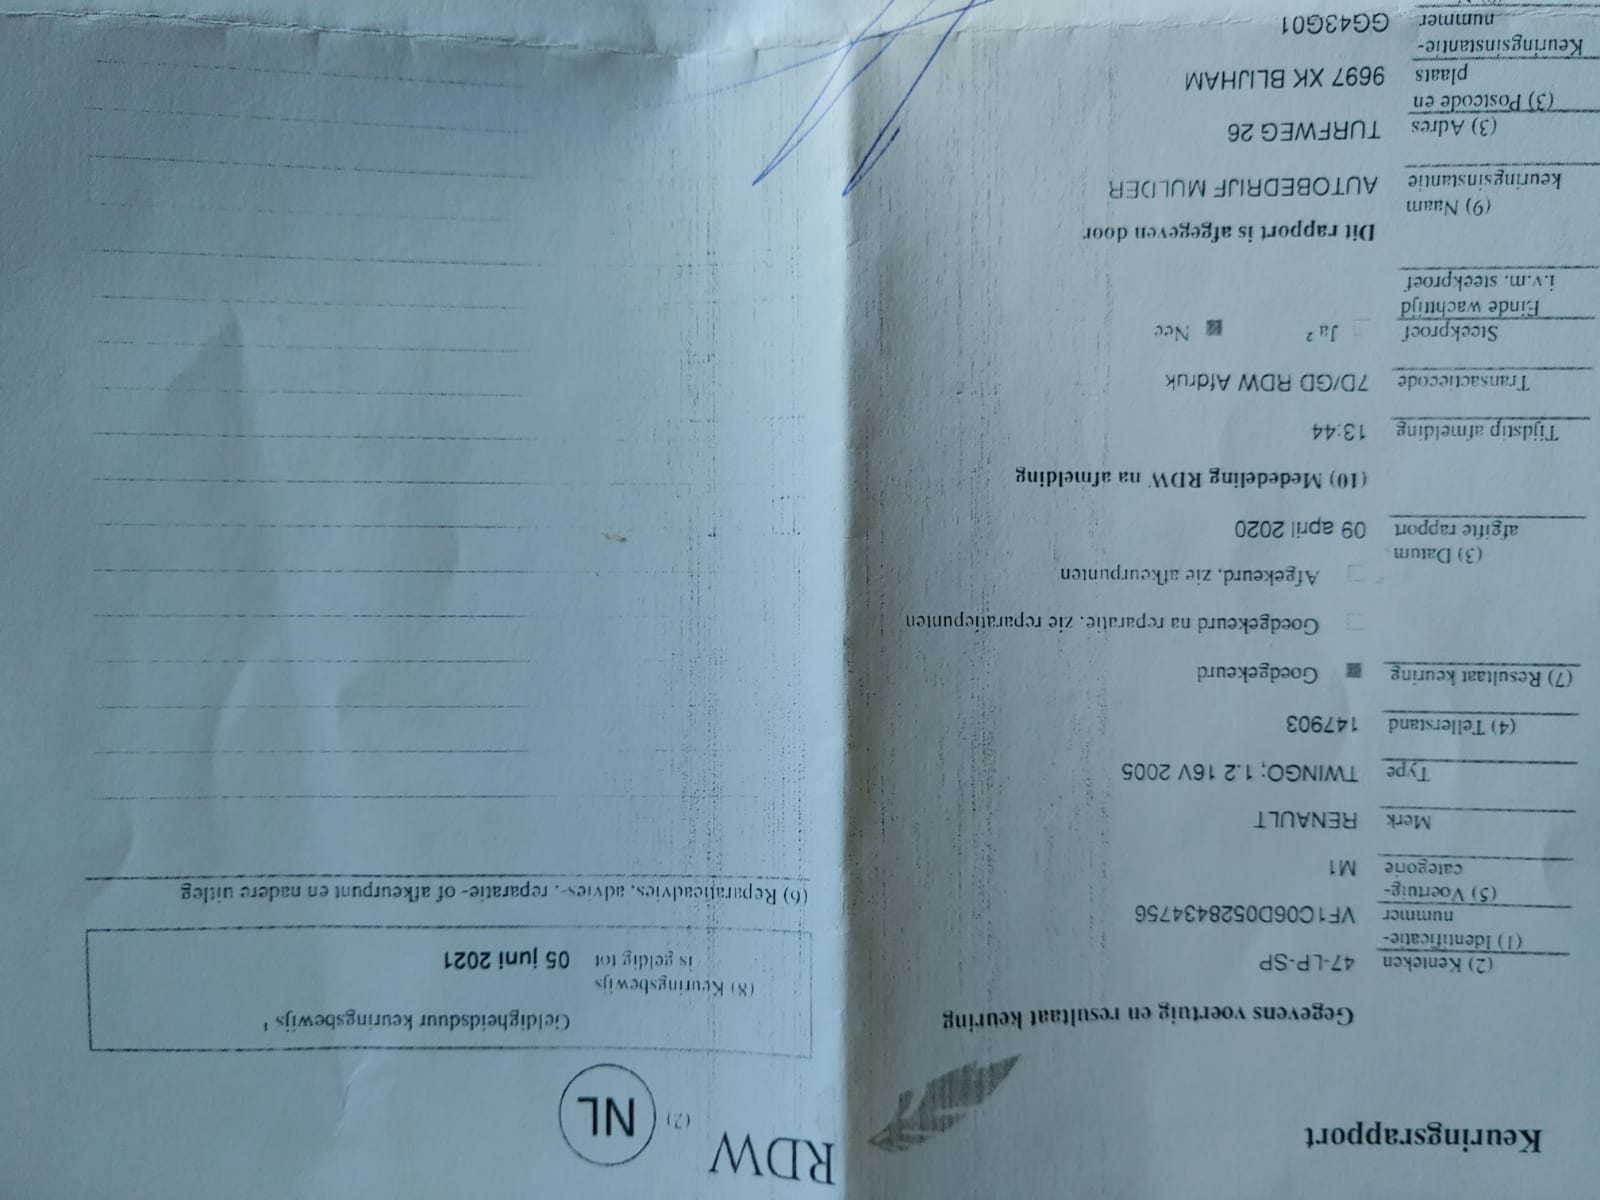 Keuringsrapport
RDW
(2) NL
Gegevens voertuig en resultaat keuring
(2) Kenteken 47-LP-SP
(1) Identificatie-
nummer VF1C06D0528434756
(5) Voertuig-
categorie M1
Merk RENAULT
Type TWINGO; 1.2 16V 2005
(4) Tellerstand 147903
(7) Resultaat keuring Goedgekeurd
Goedgekeurd na reparatie, zie reparatiepunten
Afgekeurd, zie afkeurpunten
(3) Datum
afgifte rapport 09 april 2020
(10) Mededeling RDW na afmelding
Tijdstip afmelding 13:44
Transactiecode 7D/GD RDW Afdruk
Steekproef Ja ² Nee
Einde wachttijd
i.v.m. steekproef
Dit rapport is afgegeven door
(9) Naam
keuringsinstantie AUTOBEDRIJF MULDER
(3) Adres TURFWEG 26
(3) Postcode en
plaats 9697 XK BLIJHAM
Keuringsinstantie-
nummer GG43G01
Geldigheidsduur keuringsbewijs ¹
(8) Keuringsbewijs
is geldig tot 05 juni 2021
(6) Reparatieadvies, advies-, reparatie- of afkeurpunt en nadere uitleg